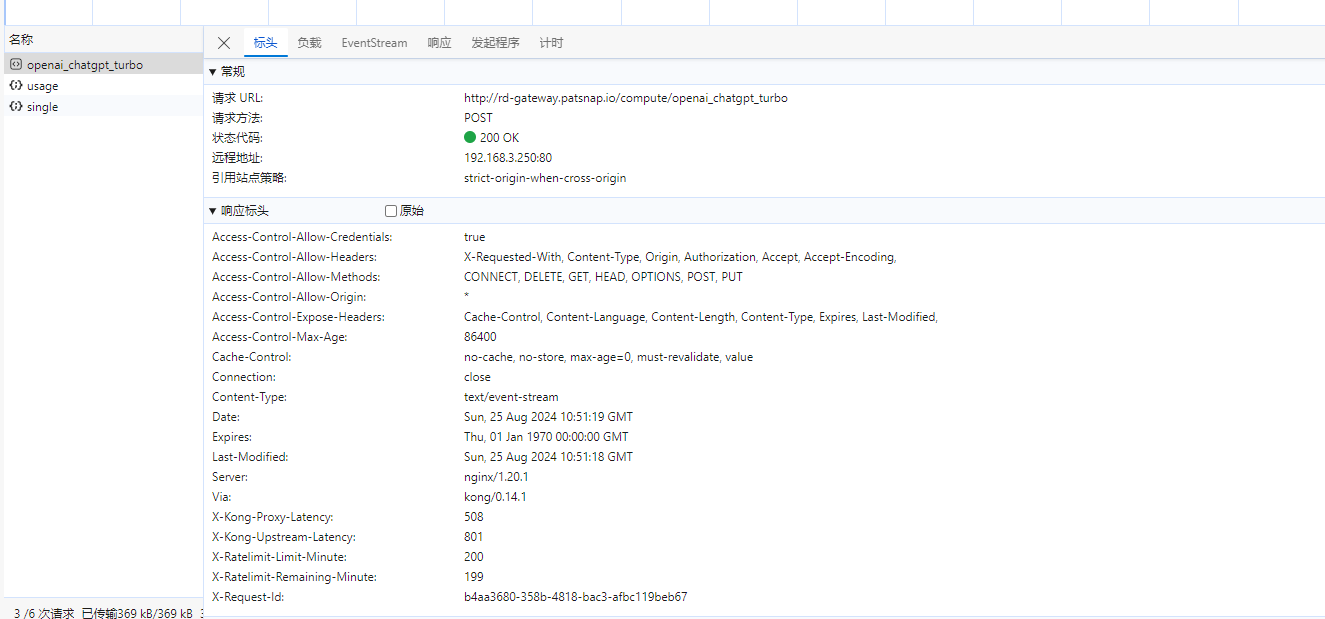 名称
openai_chatgpt_turbo
usage
single
3 /6 次请求 已传输369 kB/369 kB
标头 负载 EventStream 响应 发起程序 计时
▼ 常规
请求 URL: http://rd-gateway.patsnap.io/compute/openai_chatgpt_turbo
请求方法: POST
状态代码: 200 OK
远程地址: 192.168.3.250:80
引用站点策略: strict-origin-when-cross-origin
▼ 响应标头 原始
Access-Control-Allow-Credentials: true
Access-Control-Allow-Headers: X-Requested-With, Content-Type, Origin, Authorization, Accept, Accept-Encoding,
Access-Control-Allow-Methods: CONNECT, DELETE, GET, HEAD, OPTIONS, POST, PUT
Access-Control-Allow-Origin: *
Access-Control-Expose-Headers: Cache-Control, Content-Language, Content-Length, Content-Type, Expires, Last-Modified,
Access-Control-Max-Age: 86400
Cache-Control: no-cache, no-store, max-age=0, must-revalidate, value
Connection: close
Content-Type: text/event-stream
Date: Sun, 25 Aug 2024 10:51:19 GMT
Expires: Thu, 01 Jan 1970 00:00:00 GMT
Last-Modified: Sun, 25 Aug 2024 10:51:18 GMT
Server: nginx/1.20.1
Via: kong/0.14.1
X-Kong-Proxy-Latency: 508
X-Kong-Upstream-Latency: 801
X-Ratelimit-Limit-Minute: 200
X-Ratelimit-Remaining-Minute: 199
X-Request-Id: b4aa3680-358b-4818-bac3-afbc119beb67